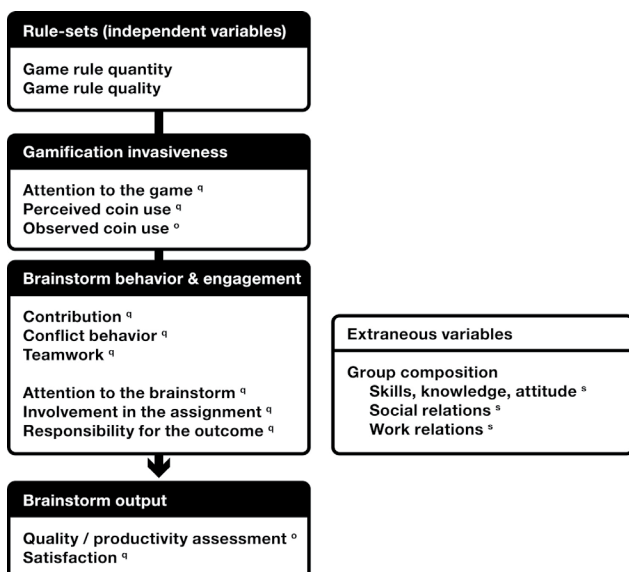 Rule-sets (independent variables)
Game rule quantity
Game rule quality
Gamification invasiveness
Attention to the game q
Perceived coin use q
Observed coin use o
Brainstorm behavior & engagement
Contribution q
Conflict behavior q
Teamwork q
Attention to the brainstorm q
Involvement in the assignment q
Responsibility for the outcome q
Brainstorm output
Quality / productivity assessment o
Satisfaction q
Extraneous variables
Group composition
Skills, knowledge, attitude s
Social relations s
Work relations s